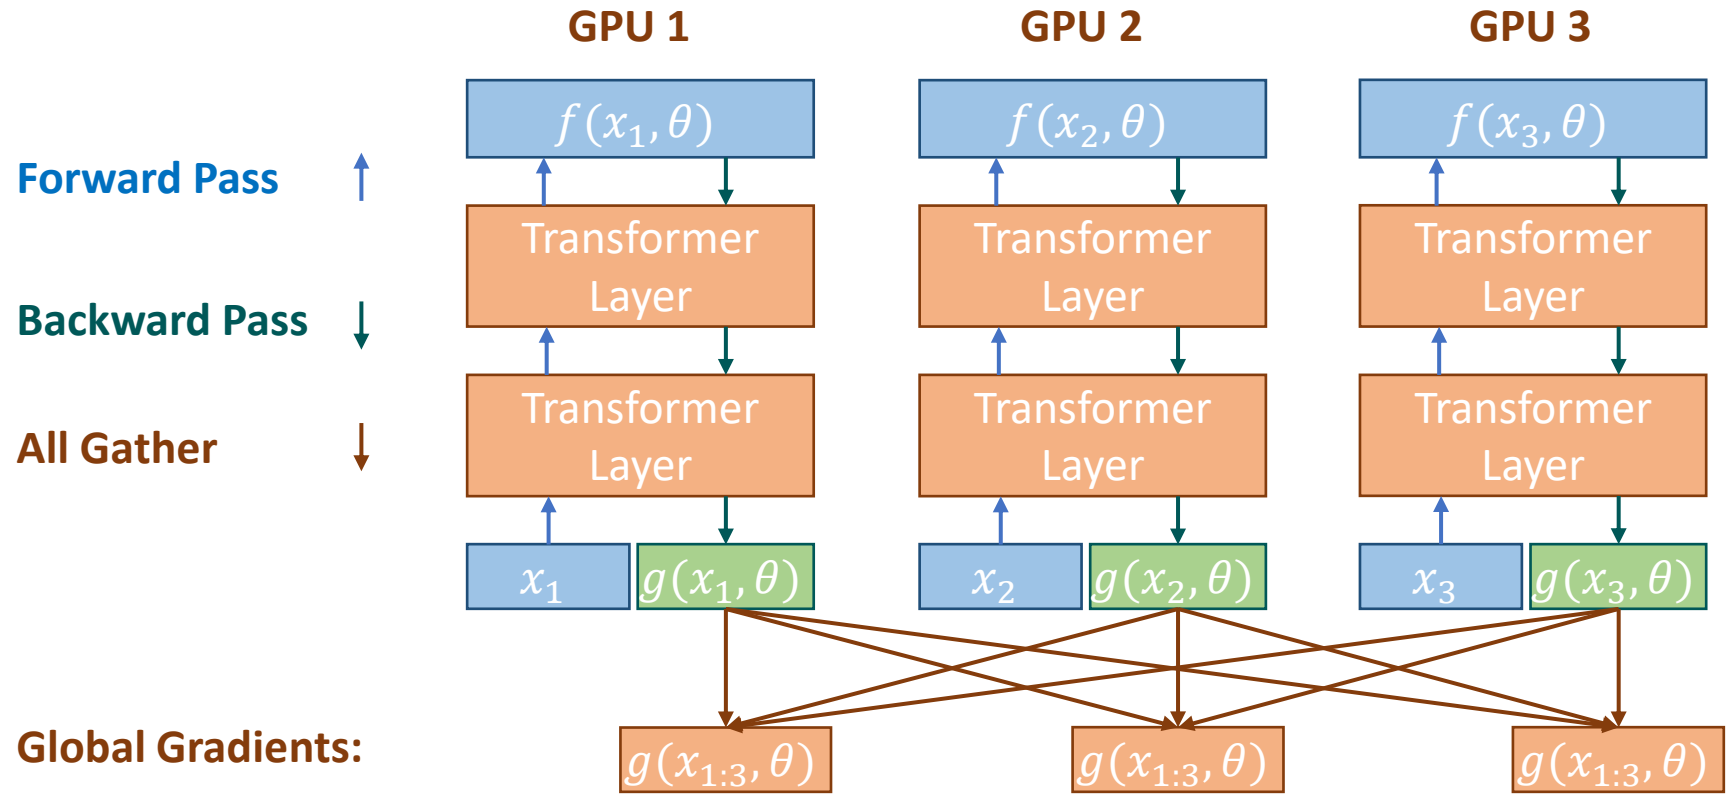 GPU 1 GPU 2 GPU 3
f(x₁, θ) f(x₂, θ) f(x₃, θ)
Forward Pass
Transformer Transformer Transformer
Layer Layer Layer
Backward Pass
Transformer Transformer Transformer
Layer Layer Layer
All Gather
x₁ g(x₁, θ) x₂ g(x₂, θ) x₃ g(x₃, θ)
Global Gradients: g(x₁:₃, θ) g(x₁:₃, θ) g(x₁:₃, θ)